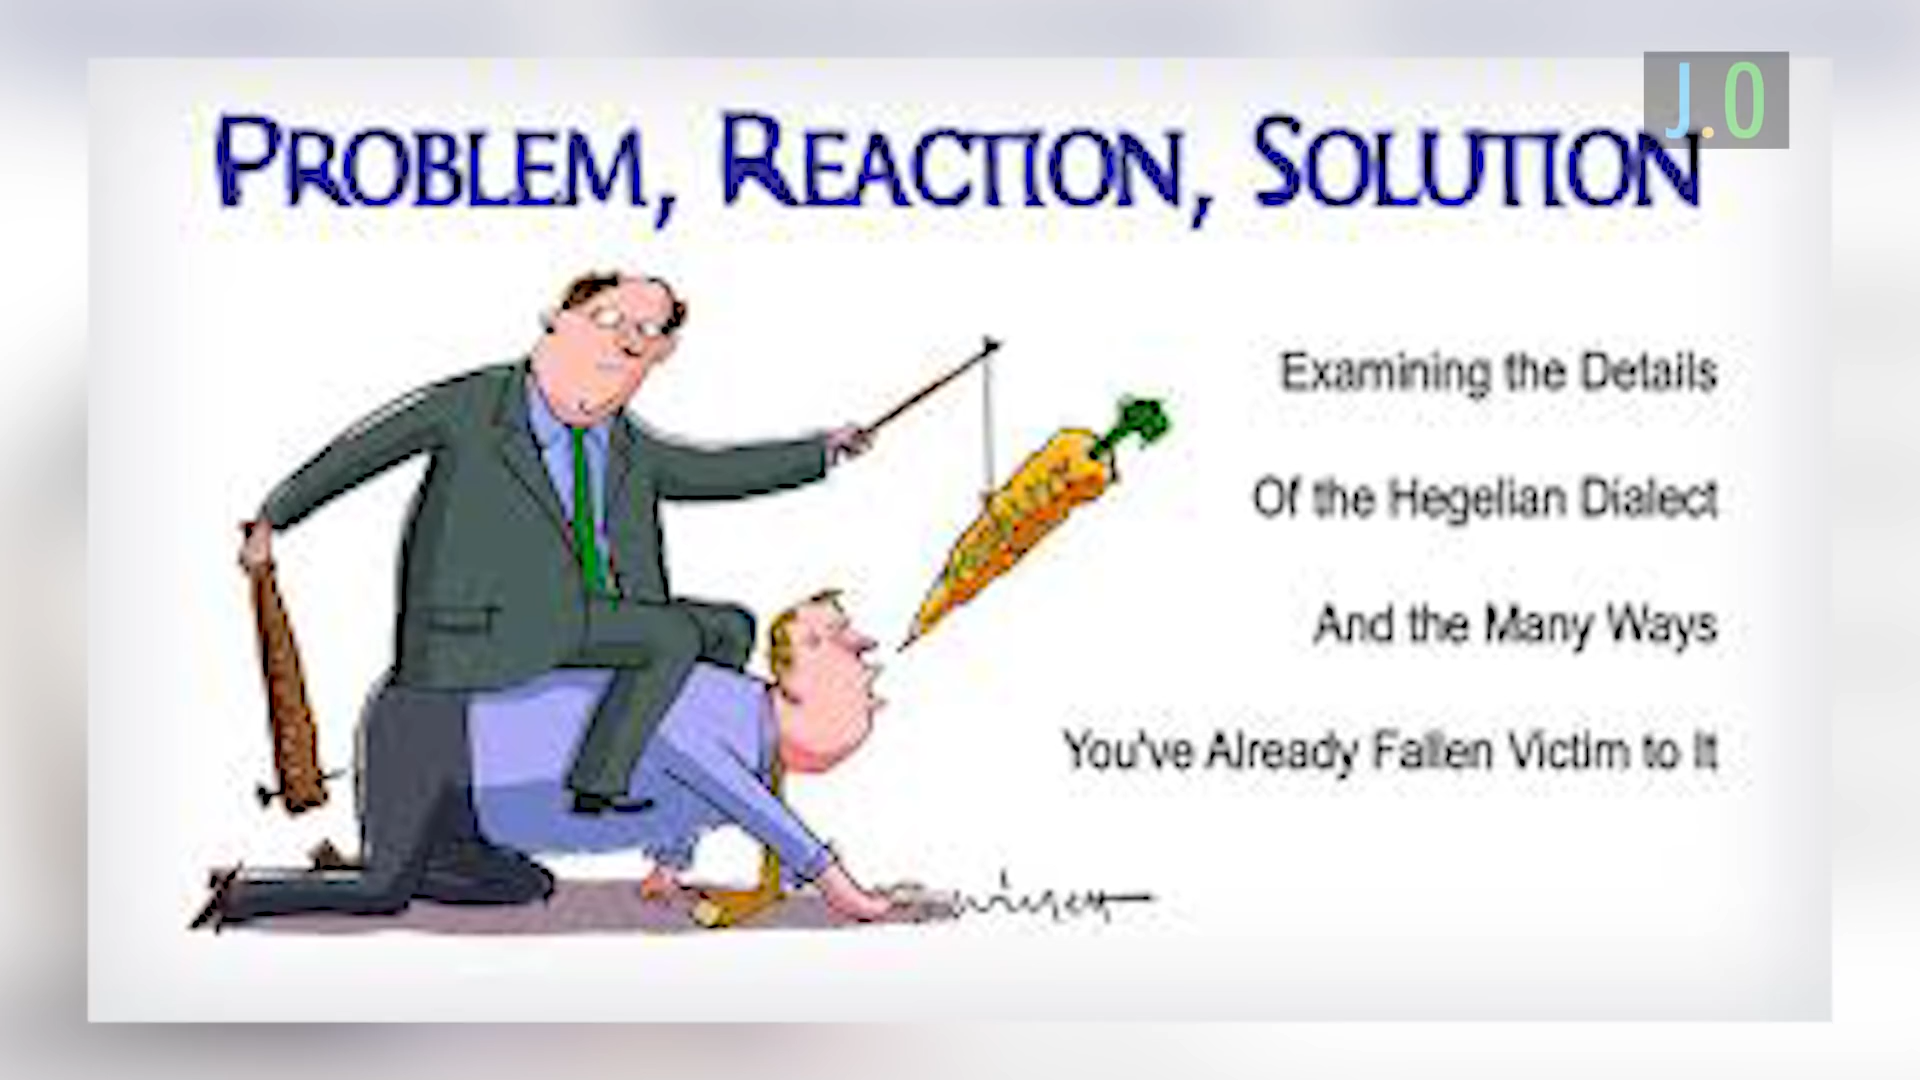 J.O
PROBLEM, REACTION, SOLUTION
Examining the Details
Of the Hegelian Dialect
And the Many Ways
You've Already Fallen Victim to It